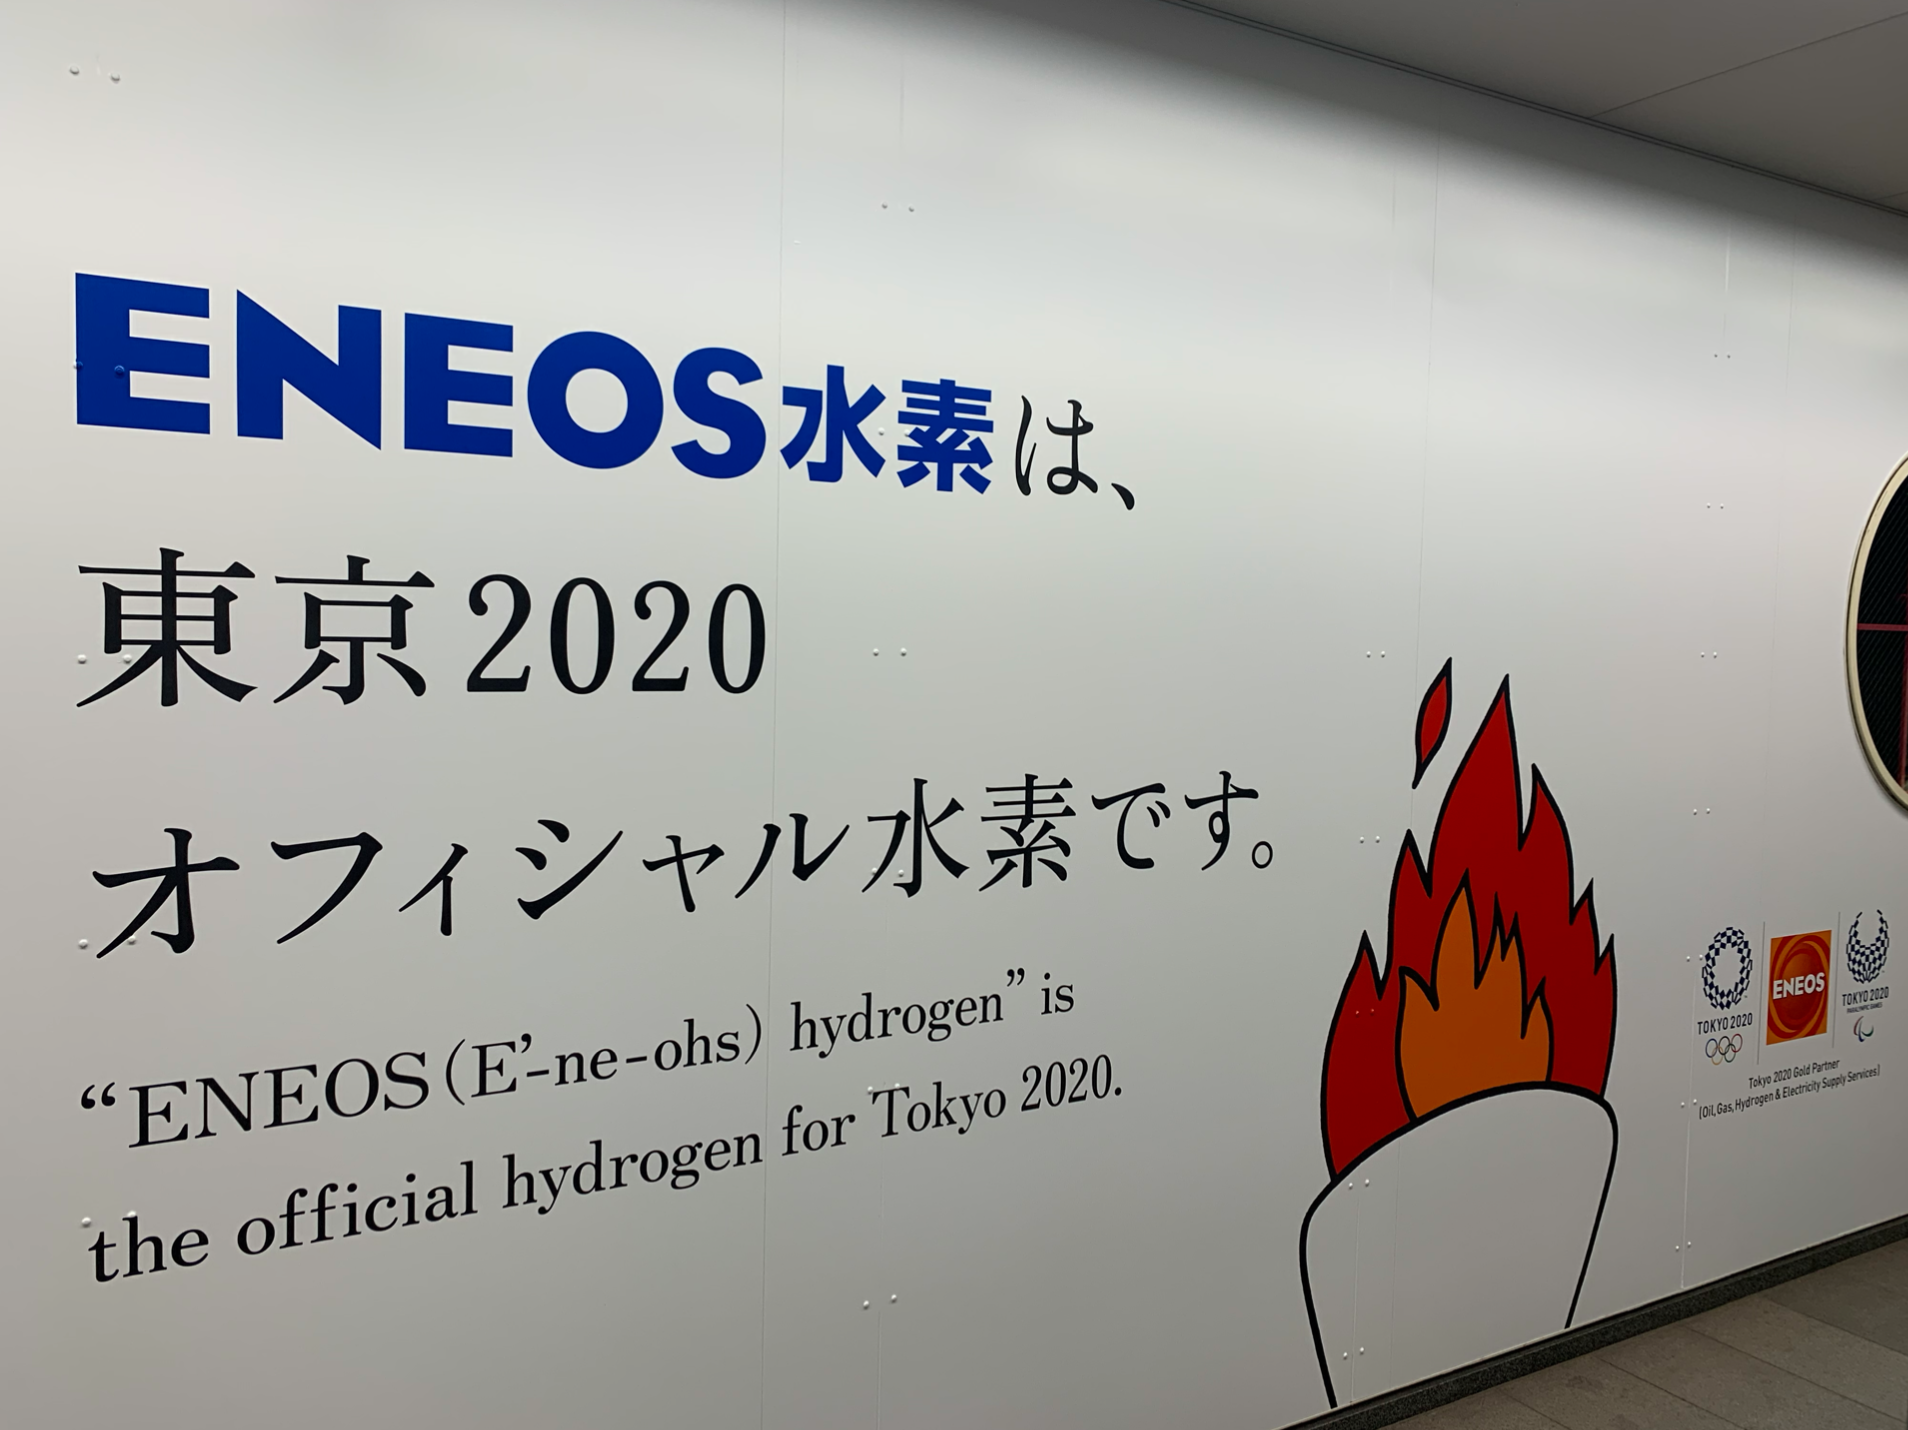 ENEOS水素は、
東京2020
オフィシャル水素です。
“ENEOS(E’-ne-ohs) hydrogen” is
the official hydrogen for Tokyo 2020.
TOKYO 2020
ENEOS
TOKYO 2020
PARALYMPIC GAMES
Tokyo 2020 Gold Partner
(Oil, Gas, Hydrogen & Electricity Supply Services)